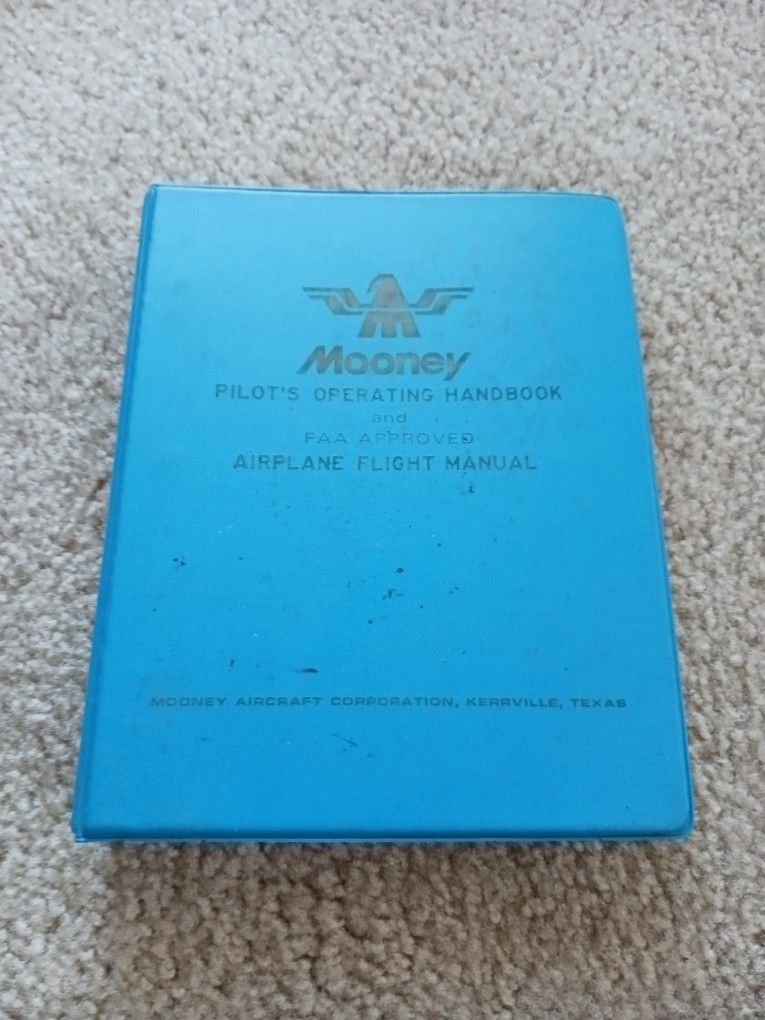 Mooney
PILOT'S OPERATING HANDBOOK
and
FAA APPROVED
AIRPLANE FLIGHT MANUAL
MOONEY AIRCRAFT CORPORATION, KERRVILLE, TEXAS